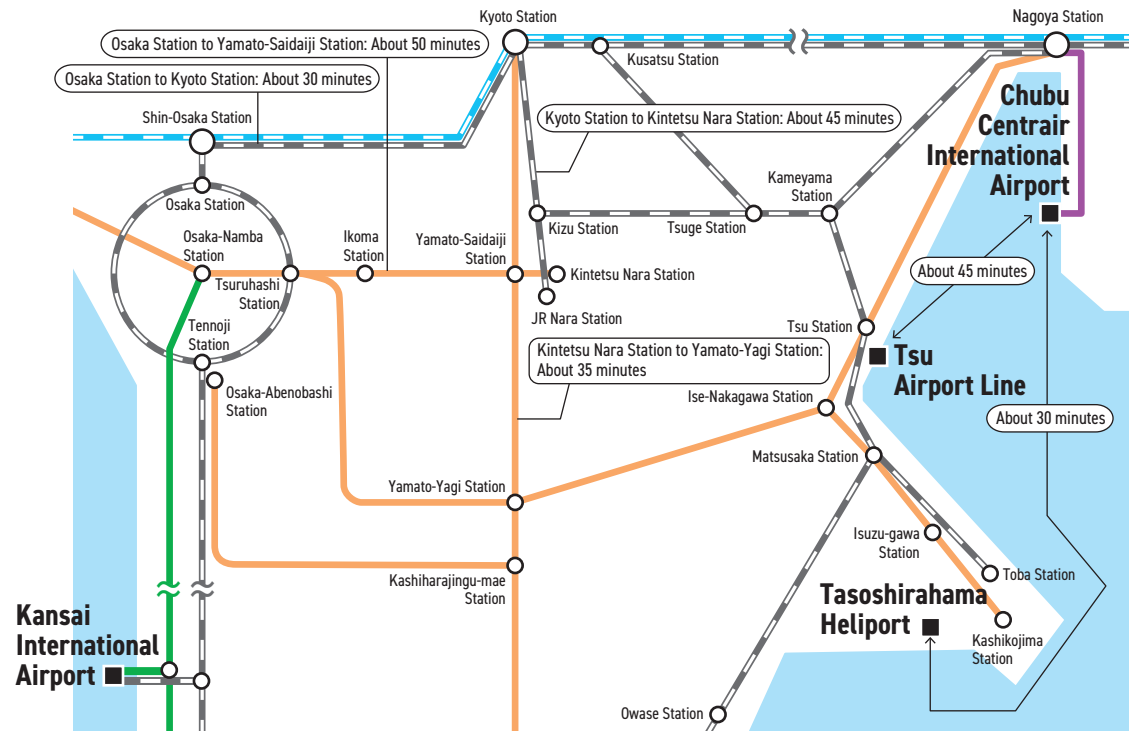 Kyoto Station
Nagoya Station
Osaka Station to Yamato-Saidaiji Station: About 50 minutes
Kusatsu Station
Osaka Station to Kyoto Station: About 30 minutes
Chubu
Centrair
International
Airport
Shin-Osaka Station
Kyoto Station to Kintetsu Nara Station: About 45 minutes
Kameyama
Station
Osaka Station
Kizu Station
Tsuge Station
Osaka-Namba
Station
Ikoma
Station
Yamato-Saidaiji
Station
Tsuruhashi
Station
Kintetsu Nara Station
About 45 minutes
JR Nara Station
Tennoji
Station
Tsu Station
Kintetsu Nara Station to Yamato-Yagi Station:
About 35 minutes
Tsu
Airport Line
Osaka-Abenobashi
Station
Ise-Nakagawa Station
About 30 minutes
Matsusaka Station
Yamato-Yagi Station
Isuzu-gawa
Station
Kashiharajingu-mae
Station
Toba Station
Tasoshirahama
Heliport
Kansai
International
Airport
Kashikojima
Station
Owase Station